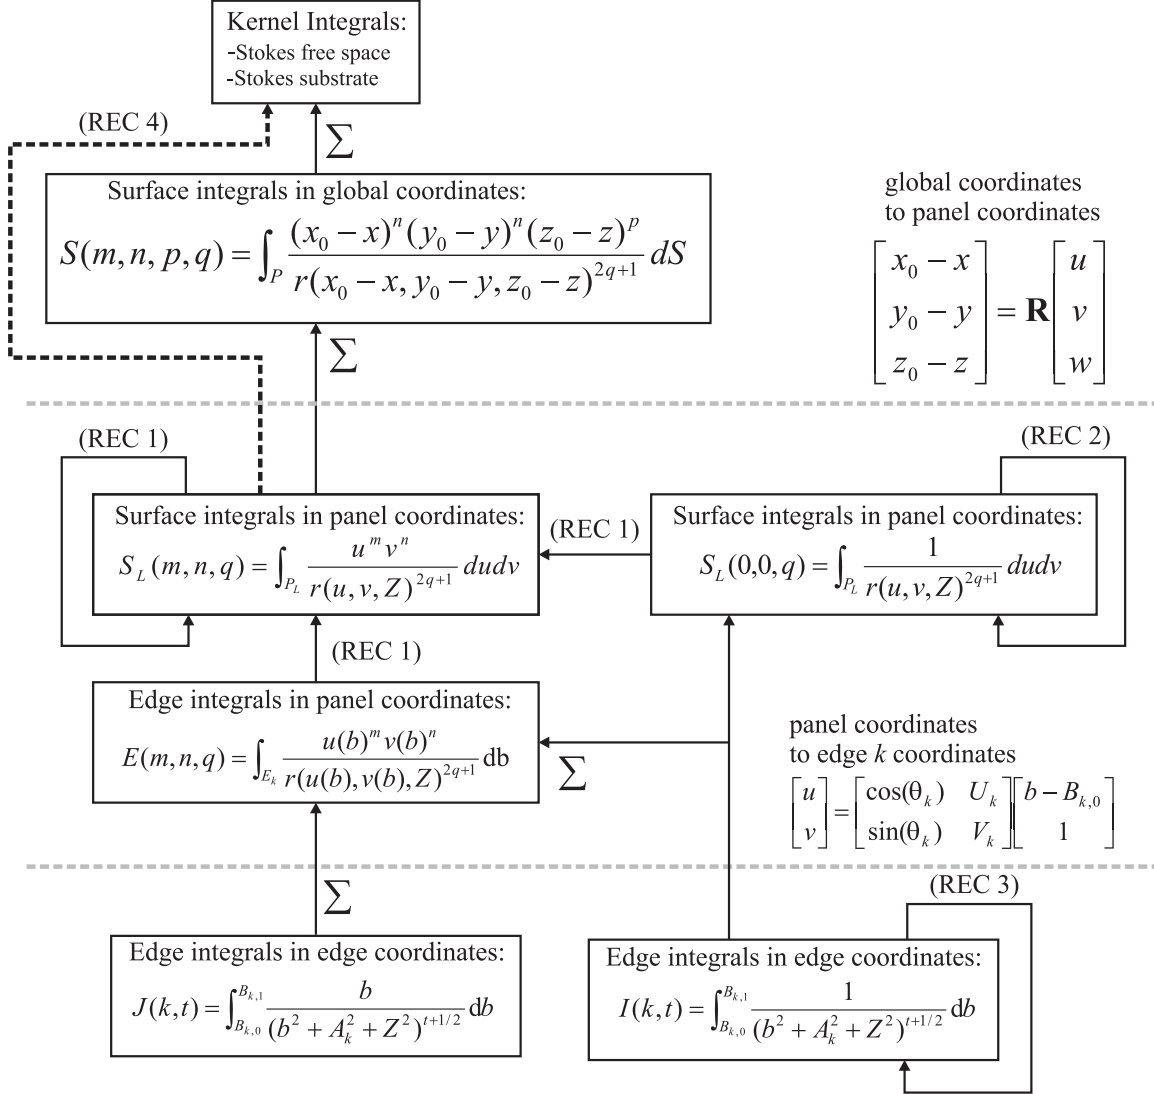 Kernel Integrals:
-Stokes free space
-Stokes substrate
(REC 4)
∑
Surface integrals in global coordinates:
S(m,n,p,q) = ∫_P (x_0 − x)^n (y_0 − y)^n (z_0 − z)^p / r(x_0 − x, y_0 − y, z_0 − z)^{2q+1} dS
global coordinates
to panel coordinates
[x_0 − x; y_0 − y; z_0 − z] = R [u; v; w]
∑
(REC 1)
(REC 2)
Surface integrals in panel coordinates:
S_L(m,n,q) = ∫_{P_L} u^m v^n / r(u,v,Z)^{2q+1} dudv
(REC 1)
Surface integrals in panel coordinates:
S_L(0,0,q) = ∫_{P_L} 1 / r(u,v,Z)^{2q+1} dudv
(REC 1)
Edge integrals in panel coordinates:
E(m,n,q) = ∫_{E_k} u(b)^m v(b)^n / r(u(b),v(b),Z)^{2q+1} db
∑
panel coordinates
to edge k coordinates
[u; v] = [cos(θ_k) U_k; sin(θ_k) V_k] [b − B_{k,0}; 1]
∑
(REC 3)
Edge integrals in edge coordinates:
J(k,t) = ∫_{B_{k,0}}^{B_{k,1}} b / (b^2 + A_k^2 + Z^2)^{t+1/2} db
Edge integrals in edge coordinates:
I(k,t) = ∫_{B_{k,0}}^{B_{k,1}} 1 / (b^2 + A_k^2 + Z^2)^{t+1/2} db